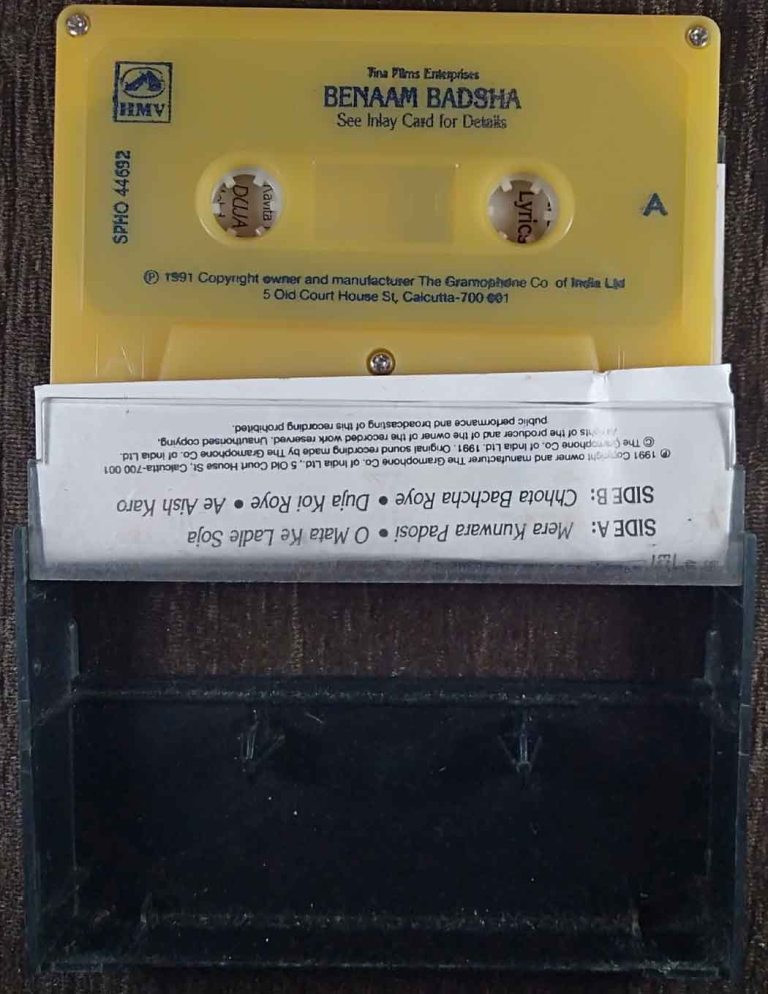 Tina Films Enterprises
BENAAM BADSHA
See Inlay Card for Details
HMV
SPHO 44692
Kavita
DUJA
Lyrics
A
Ⓟ 1991 Copyright owner and manufacturer The Gramophone Co of India Ltd
5 Old Court House St, Calcutta-700 001
SIDE A: Mera Kunwara Padosi • O Mata Ke Ladle Soja
SIDE B: Chhota Bachcha Roye • Duja Koi Roye • Ae Aish Karo
Ⓟ 1991 Copyright owner and manufacturer The Gramophone Co. of India Ltd., 5 Old Court House St, Calcutta-700 001
© The Gramophone Co. of India Ltd. 1991. Original sound recording made by The Gramophone Co. of India Ltd.
All rights of the producer and of the owner of the recorded work reserved. Unauthorised copying,
public performance and broadcasting of this recording prohibited.